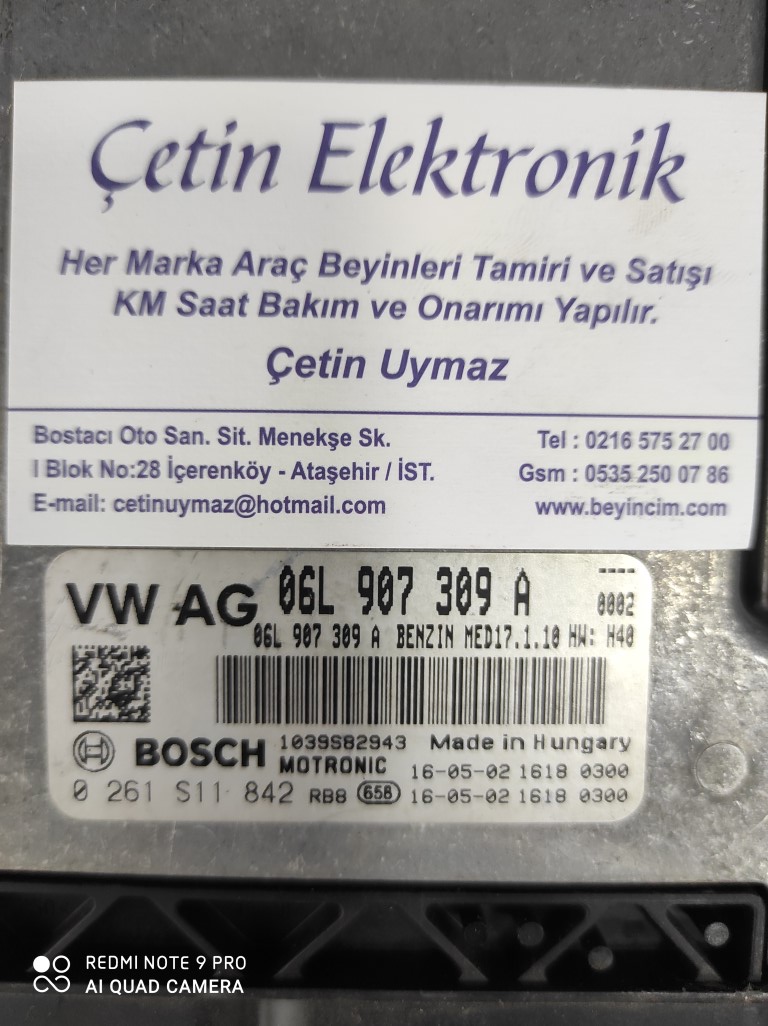 Çetin Elektronik
Her Marka Araç Beyinleri Tamiri ve Satışı
KM Saat Bakım ve Onarımı Yapılır.
Çetin Uymaz
Bostacı Oto San. Sit. Menekşe Sk.
I Blok No:28 İçerenköy - Ataşehir / İST.
E-mail: cetinuymaz@hotmail.com
Tel : 0216 575 27 00
Gsm : 0535 250 07 86
www.beyincim.com
VW AG 06L 907 309 A ---- 0002
06L 907 309 A BENZIN MED17.1.10 HW: H40
BOSCH 1039S82943 Made in Hungary
MOTRONIC 16-05-02 1618 0300
0 261 S11 842 RB8 658 16-05-02 1618 0300
REDMI NOTE 9 PRO
AI QUAD CAMERA